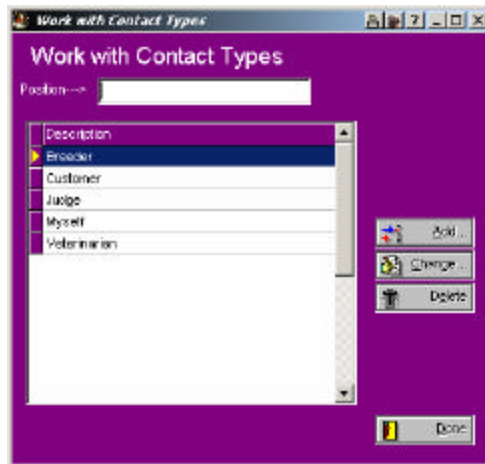 Work with Contact Types
Work with Contact Types
Position--->
Description
Breeder
Customer
Judge
Myself
Veterinarian
Add...
Change...
Delete
Done